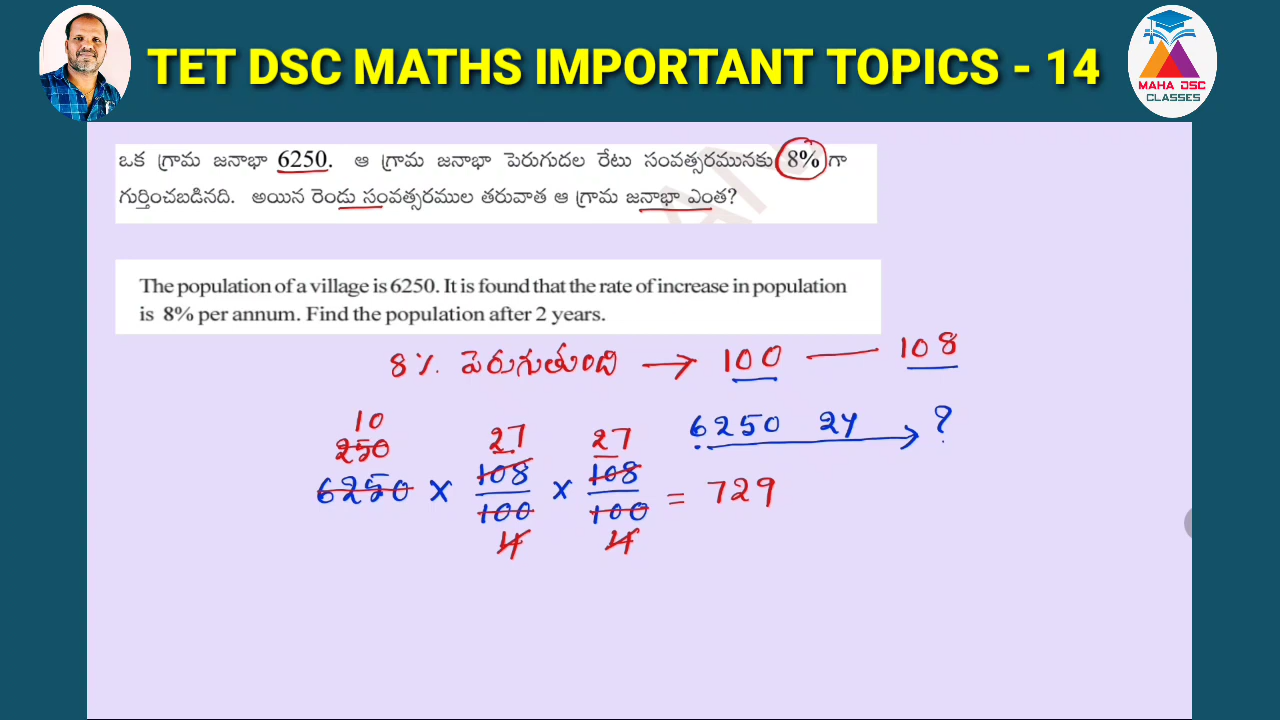 TET DSC MATHS IMPORTANT TOPICS - 14
MAHA DSC
CLASSES
ఒక గ్రామ జనాభా 6250. ఆ గ్రామ జనాభా పెరుగుదల రేటు సంవత్సరమునకు 8% గా
గుర్తించబడినది. అయిన రెండు సంవత్సరముల తరువాత ఆ గ్రామ జనాభా ఎంత?
The population of a village is 6250. It is found that the rate of increase in population
is 8% per annum. Find the population after 2 years.
8% పెరుగుతుంది → 100 — 108
6250 2y → ?
10
250 27 27
6250 × 108/100 × 108/100 = 729
4 4